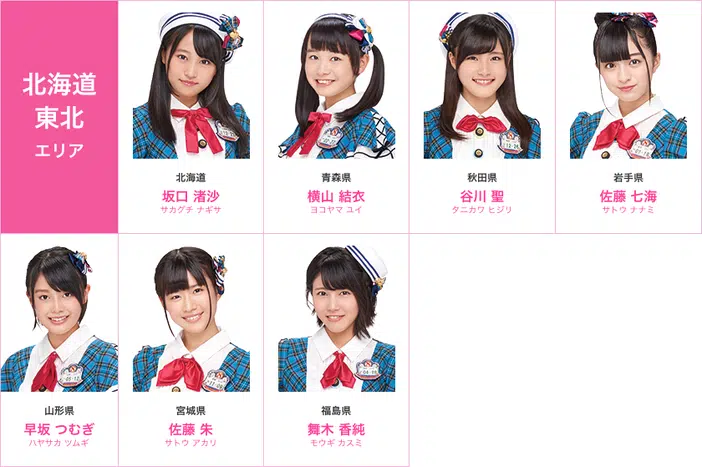 北海道
東北
エリア
北海道
坂口 渚沙
サカグチ ナギサ
青森県
横山 結衣
ヨコヤマ ユイ
秋田県
谷川 聖
タニカワ ヒジリ
岩手県
佐藤 七海
サトウ ナナミ
山形県
早坂 つむぎ
ハヤサカ ツムギ
宮城県
佐藤 朱
サトウ アカリ
福島県
舞木 香純
モウギ カスミ